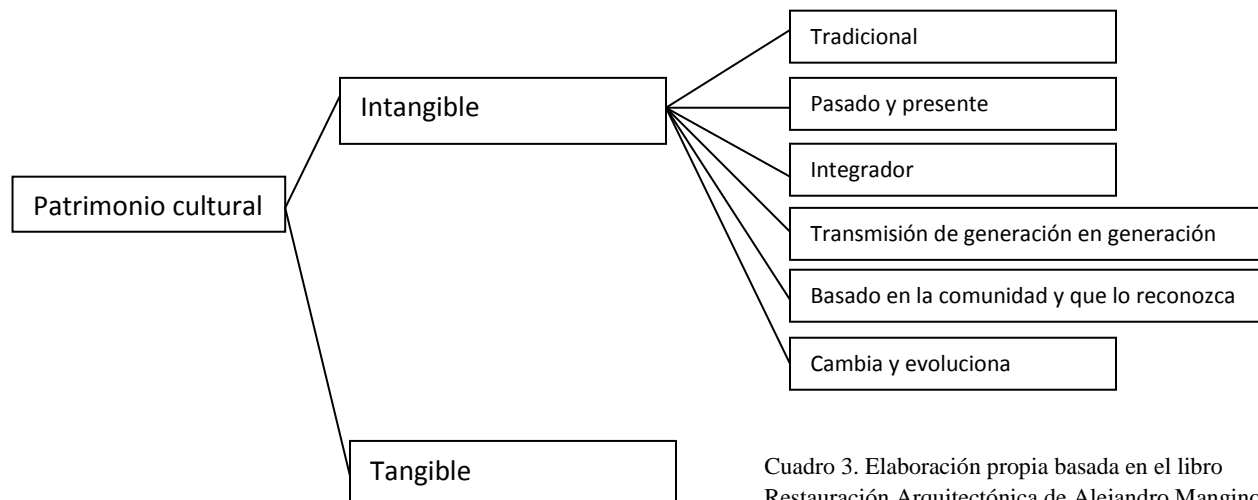 Tradicional
Intangible
Pasado y presente
Integrador
Patrimonio cultural
Transmisión de generación en generación
Basado en la comunidad y que lo reconozca
Cambia y evoluciona
Tangible
Cuadro 3. Elaboración propia basada en el libro
Restauración Arquitectónica de Alejandro Mangino